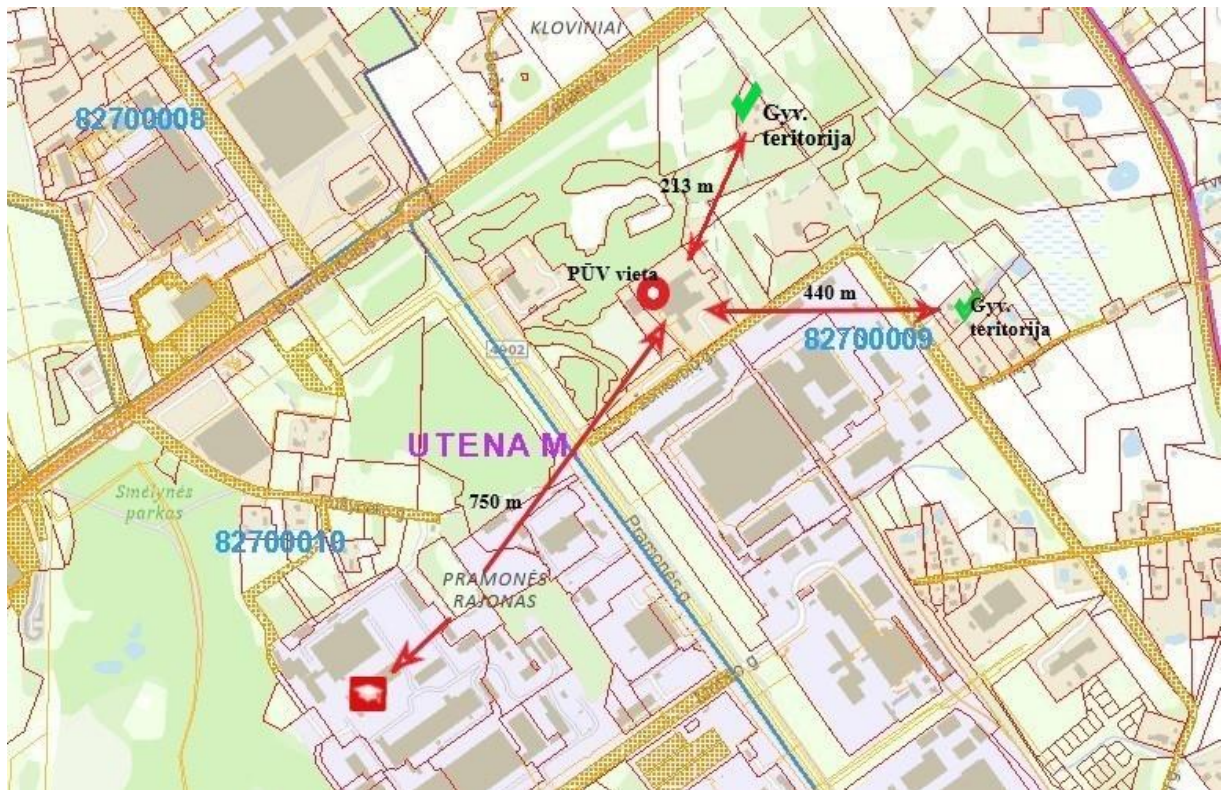 KLOVINIAI
82700008
Gyv.
teritorija
213 m
PŪV vieta
440 m
Gyv.
teritorija
82700009
4902
UTENA M
750 m
Smėlynės
parkas
82700010
PRAMONĖS
RAJONAS
Pramonės g.